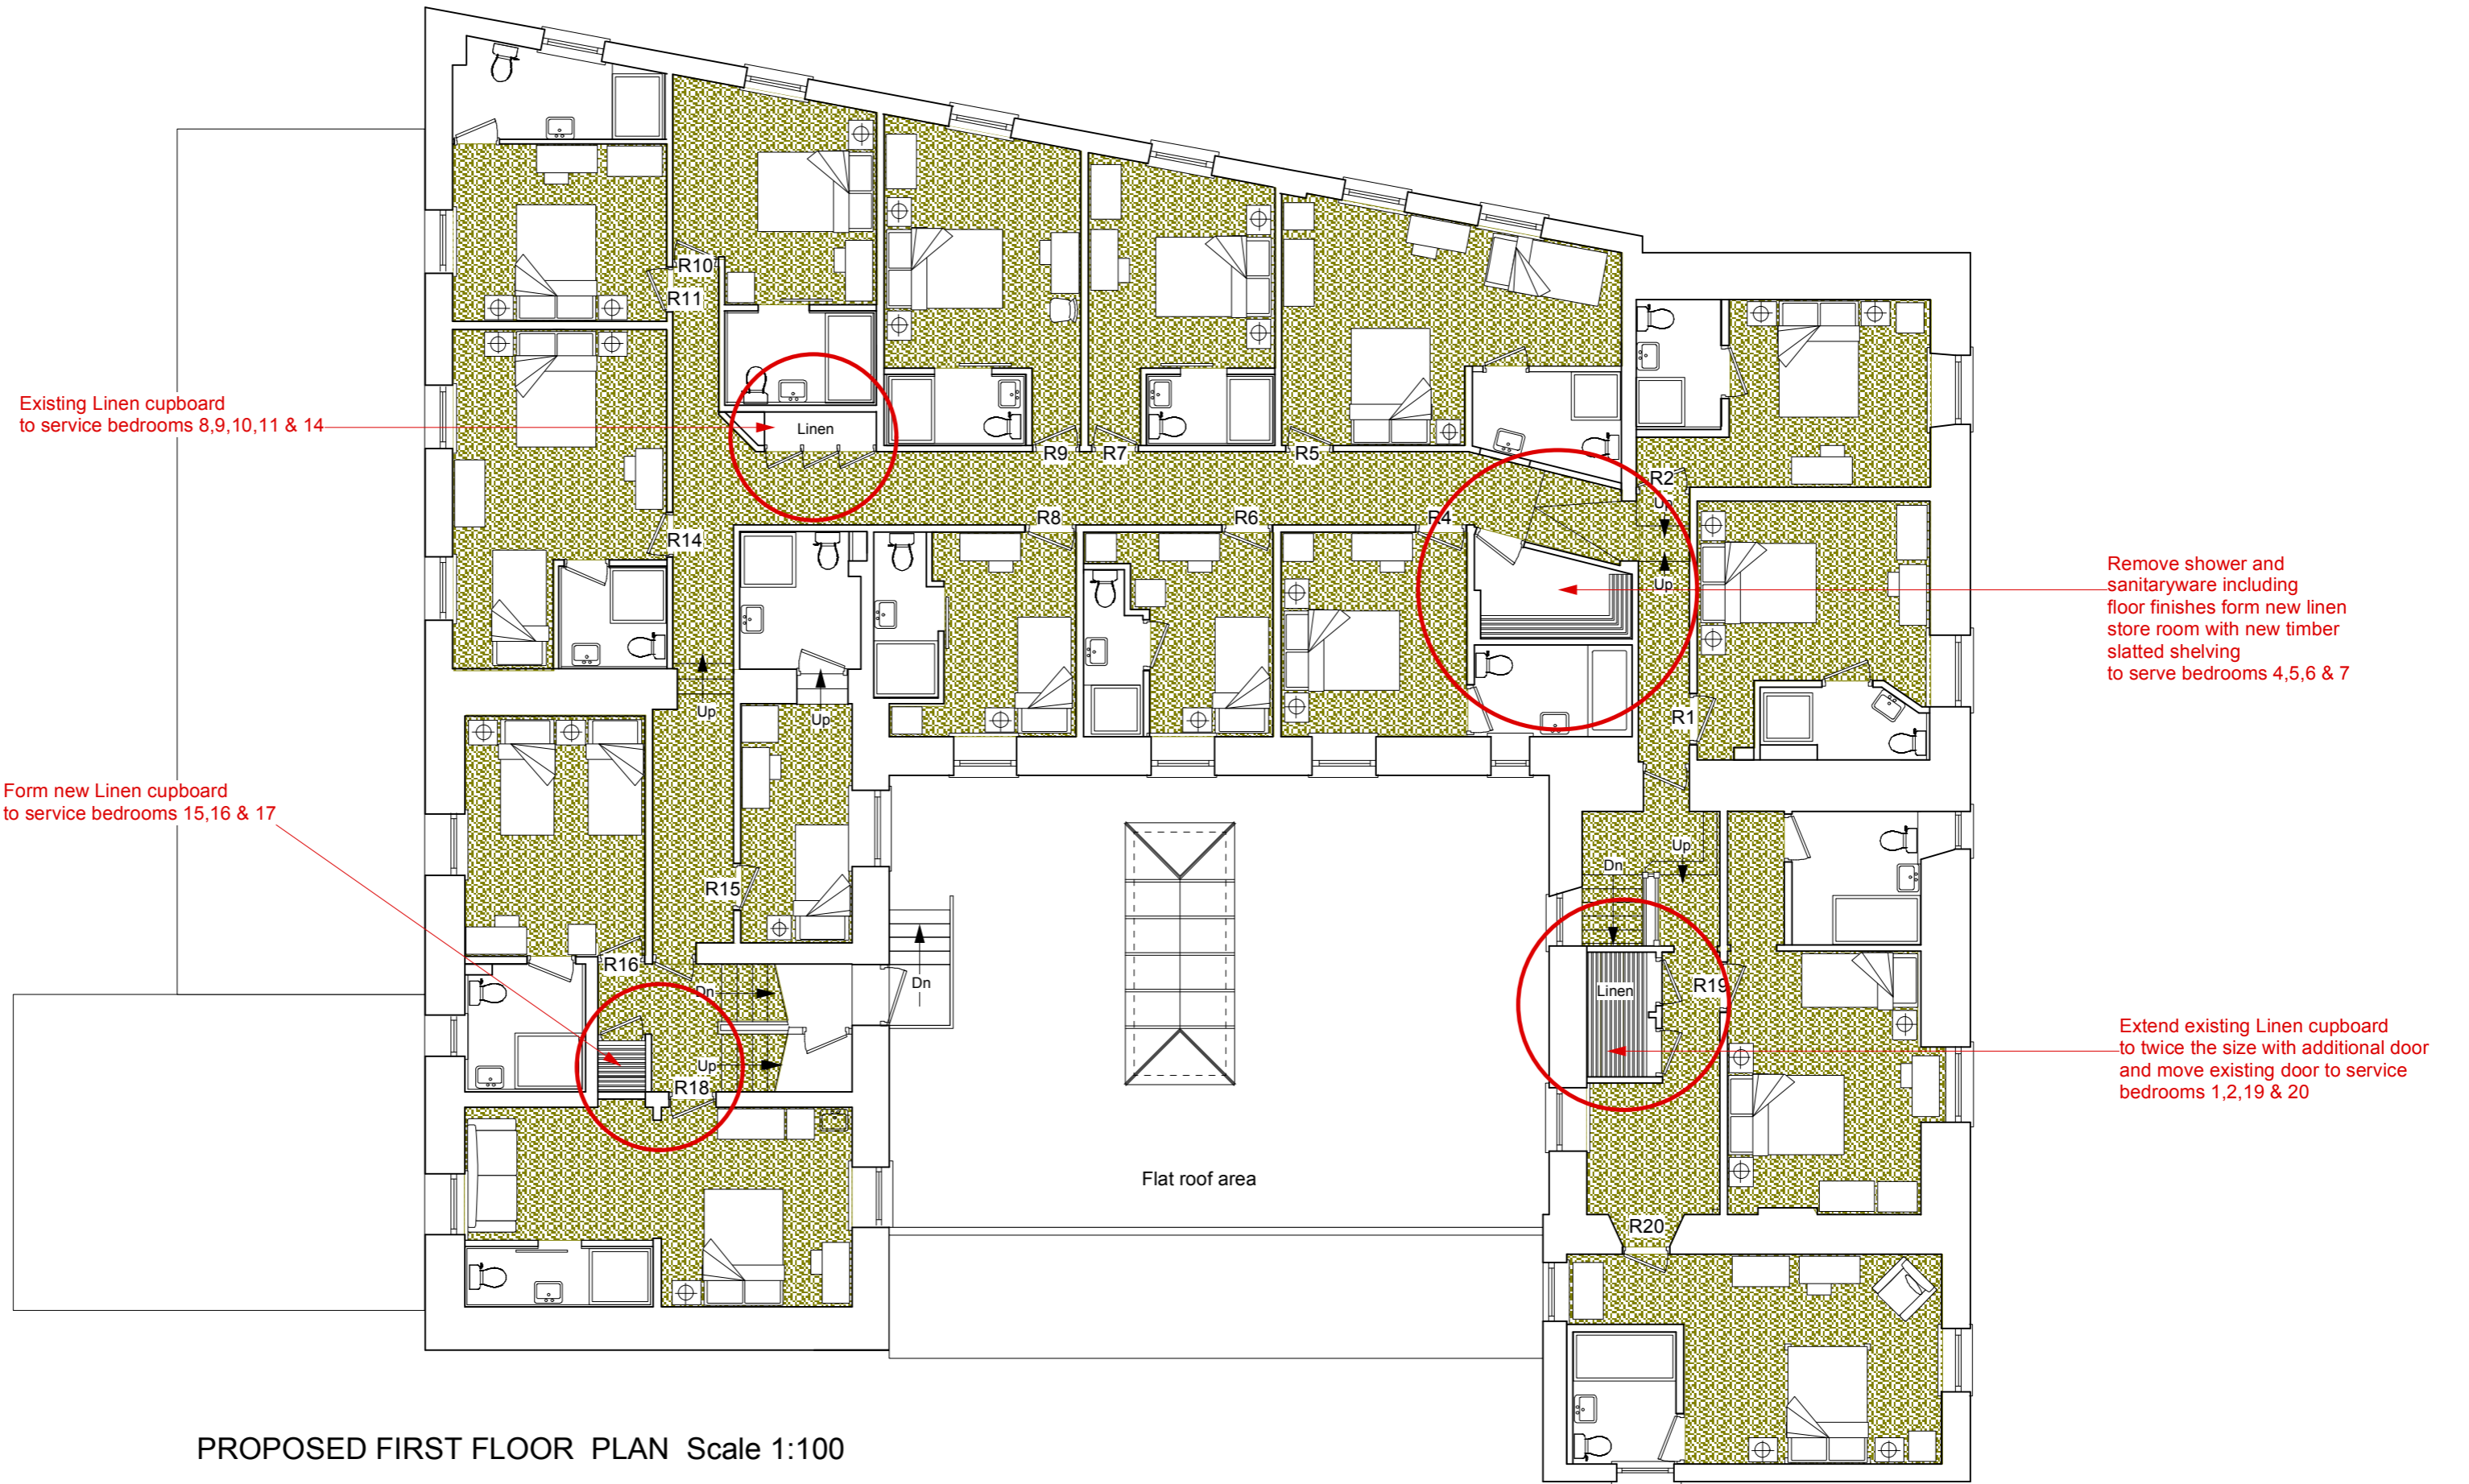 R10
R11
Existing Linen cupboard
to service bedrooms 8,9,10,11 & 14
Linen
R9
R7
R5
R2
Up
R8
R6
R4
R14
Up
Remove shower and
sanitaryware including
floor finishes form new linen
store room with new timber
slatted shelving
to serve bedrooms 4,5,6 & 7
Up
Up
R1
Form new Linen cupboard
to service bedrooms 15,16 & 17
Up
Dn
R15
R16
Dn
Dn
Linen
R19
Extend existing Linen cupboard
to twice the size with additional door
and move existing door to service
bedrooms 1,2,19 & 20
Up
R18
Flat roof area
R20
PROPOSED FIRST FLOOR PLAN Scale 1:100